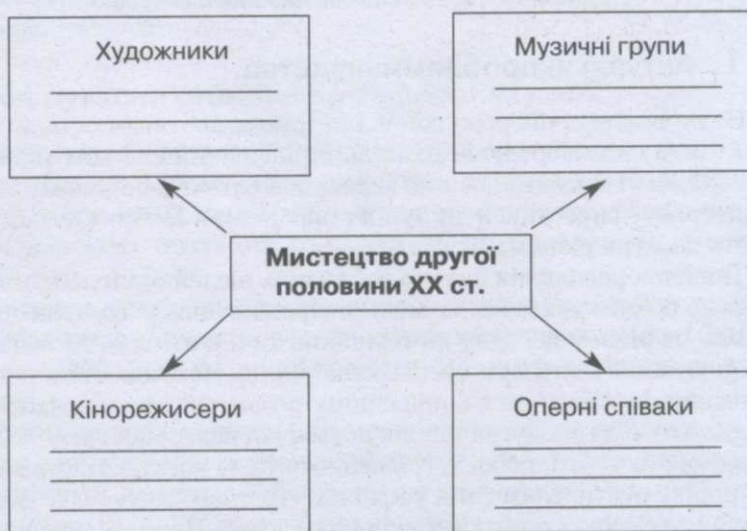 Художники
Музичні групи
Мистецтво другої
половини XX ст.
Кінорежисери
Оперні співаки